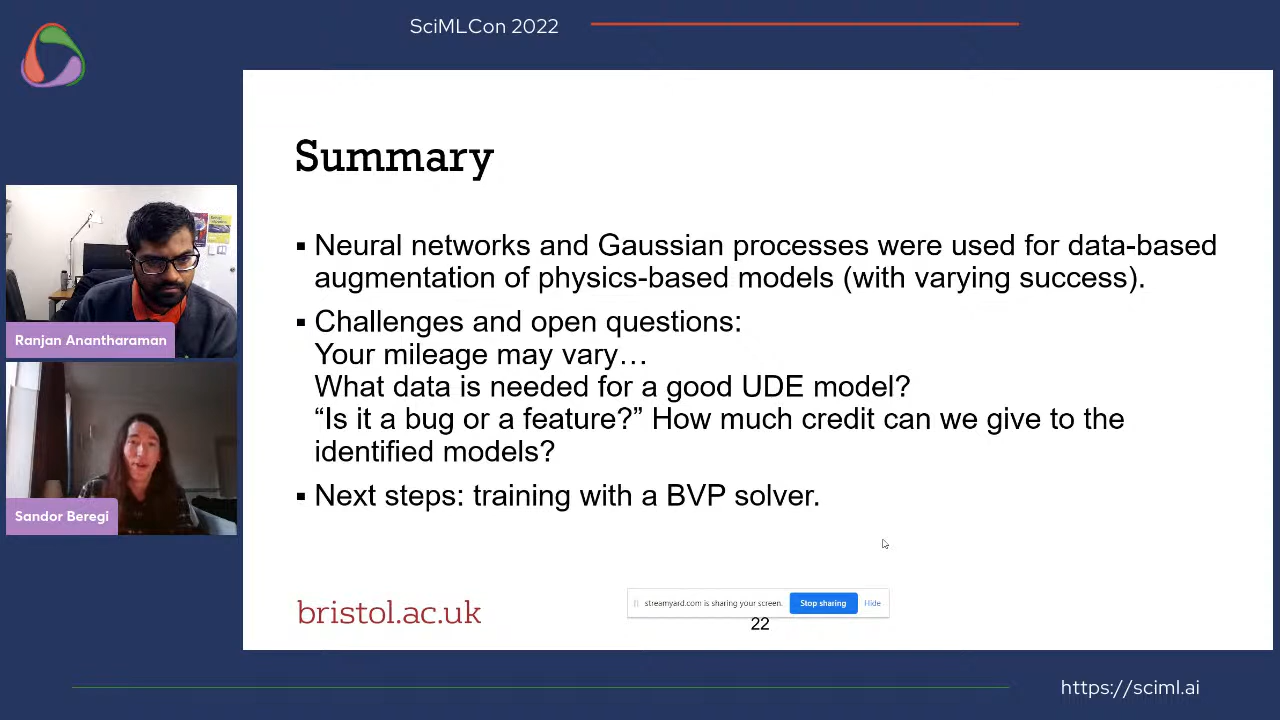 SciMLCon 2022
Summary
▪ Neural networks and Gaussian processes were used for data-based
augmentation of physics-based models (with varying success).
▪ Challenges and open questions:
Your mileage may vary…
What data is needed for a good UDE model?
“Is it a bug or a feature?” How much credit can we give to the
identified models?
▪ Next steps: training with a BVP solver.
Ranjan Anantharaman
Sandor Beregi
bristol.ac.uk
streamyard.com is sharing your screen. Stop sharing Hide
22
https://sciml.ai